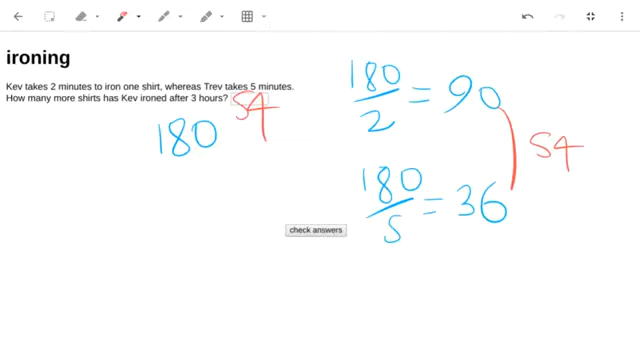 ironing
Kev takes 2 minutes to iron one shirt, whereas Trev takes 5 minutes.
How many more shirts has Kev ironed after 3 hours? 54
180
180/2 = 90
54
180/5 = 36
check answers